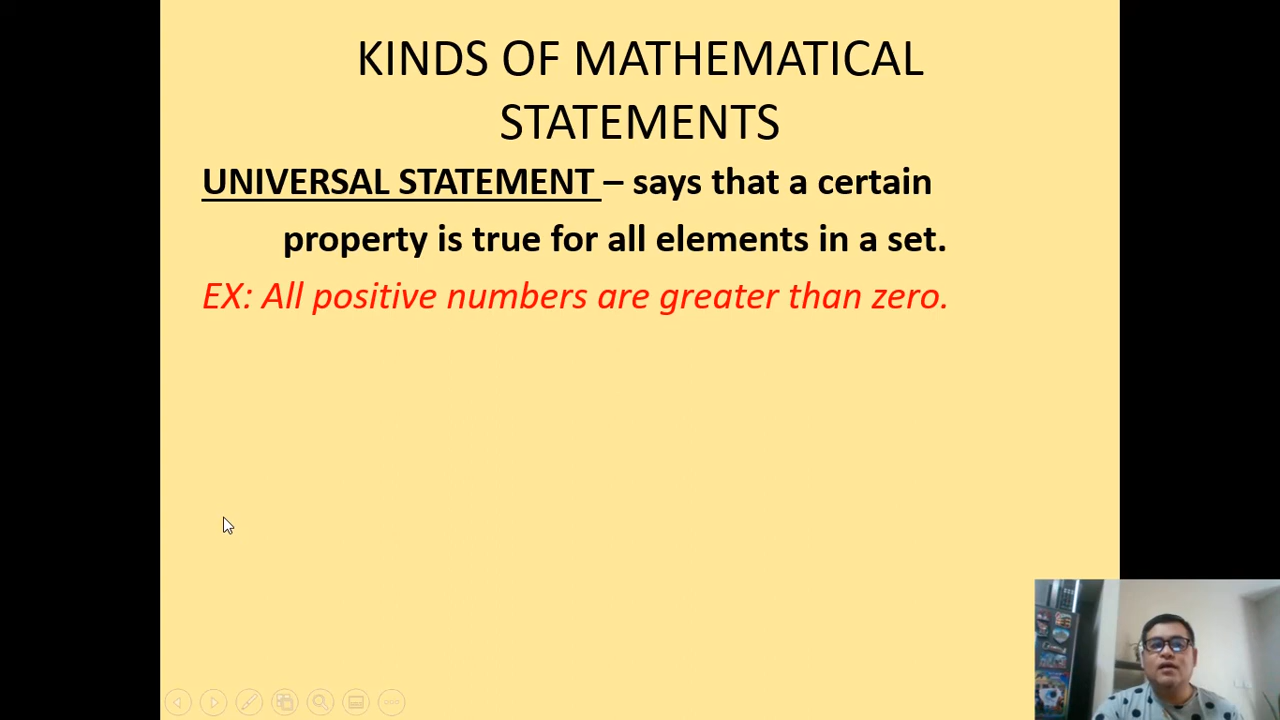 KINDS OF MATHEMATICAL
STATEMENTS
UNIVERSAL STATEMENT – says that a certain
property is true for all elements in a set.
EX: All positive numbers are greater than zero.